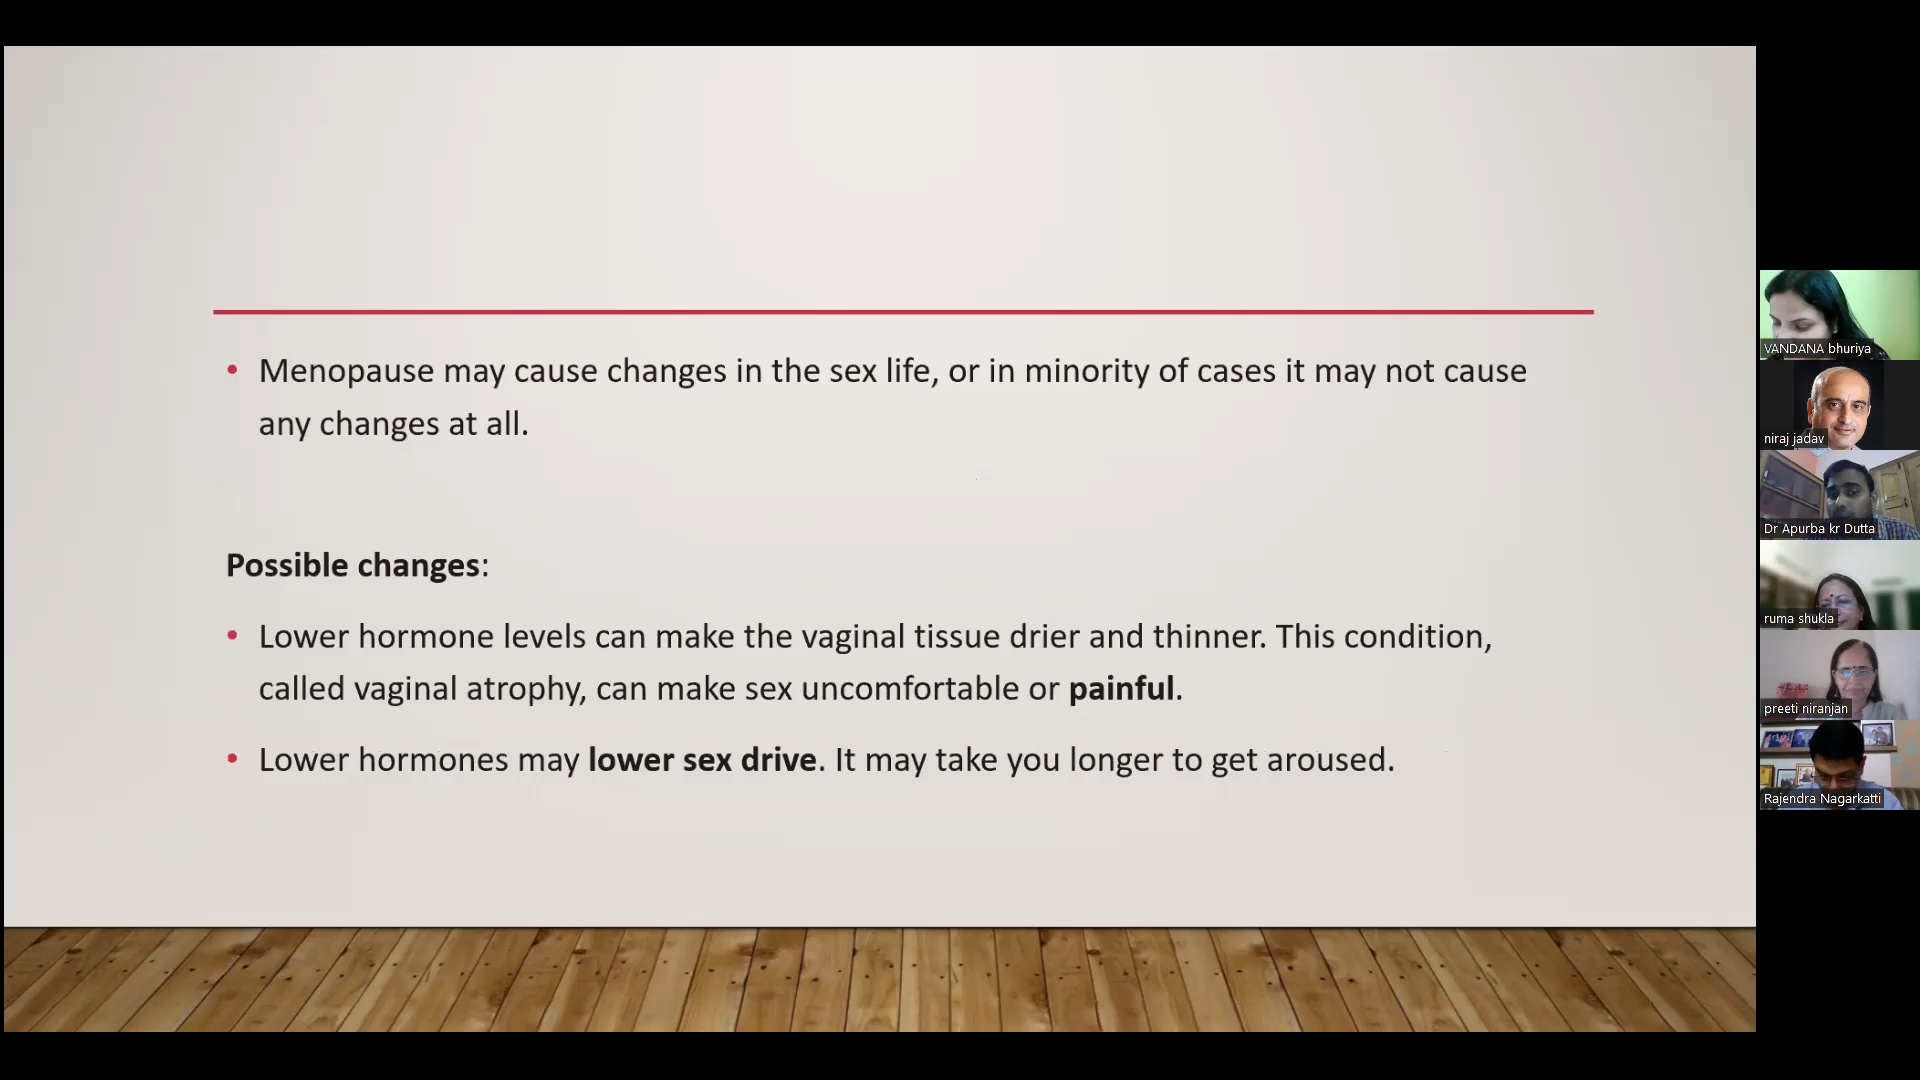 • Menopause may cause changes in the sex life, or in minority of cases it may not cause
any changes at all.
Possible changes:
• Lower hormone levels can make the vaginal tissue drier and thinner. This condition,
called vaginal atrophy, can make sex uncomfortable or painful.
• Lower hormones may lower sex drive. It may take you longer to get aroused.
VANDANA bhuriya
niraj jadav
Dr Apurba kr Dutta
ruma shukla
preeti niranjan
Rajendra Nagarkatti